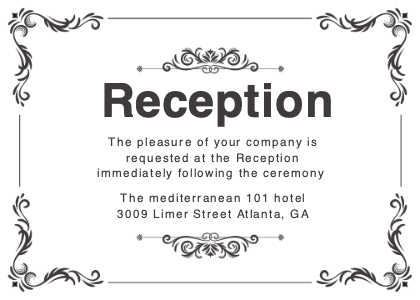 Reception
The pleasure of your company is
requested at the Reception
immediately following the ceremony
The mediterranean 101 hotel
3009 Limer Street Atlanta, GA